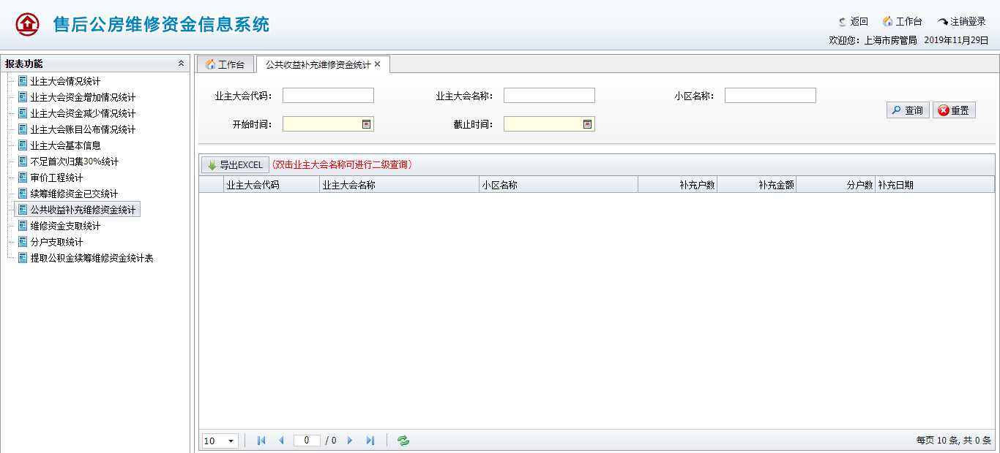 售后公房维修资金信息系统
返回 工作台 注销登录
欢迎您：上海市房管局 2019年11月29日
报表功能
业主大会情况统计
业主大会资金增加情况统计
业主大会资金减少情况统计
业主大会账目公布情况统计
业主大会基本信息
不足首次归集30%统计
审价工程统计
续筹维修资金已交统计
公共收益补充维修资金统计
维修资金支取统计
分户支取统计
提取公积金续筹维修资金统计表
工作台 公共收益补充维修资金统计
业主大会代码： 业主大会名称： 小区名称：
开始时间： 截止时间：
查询 重置
导出EXCEL (双击业主大会名称可进行二级查询)
业主大会代码 业主大会名称 小区名称 补充户数 补充金额 分户数 补充日期
10 0 / 0 每页 10 条, 共 0 条